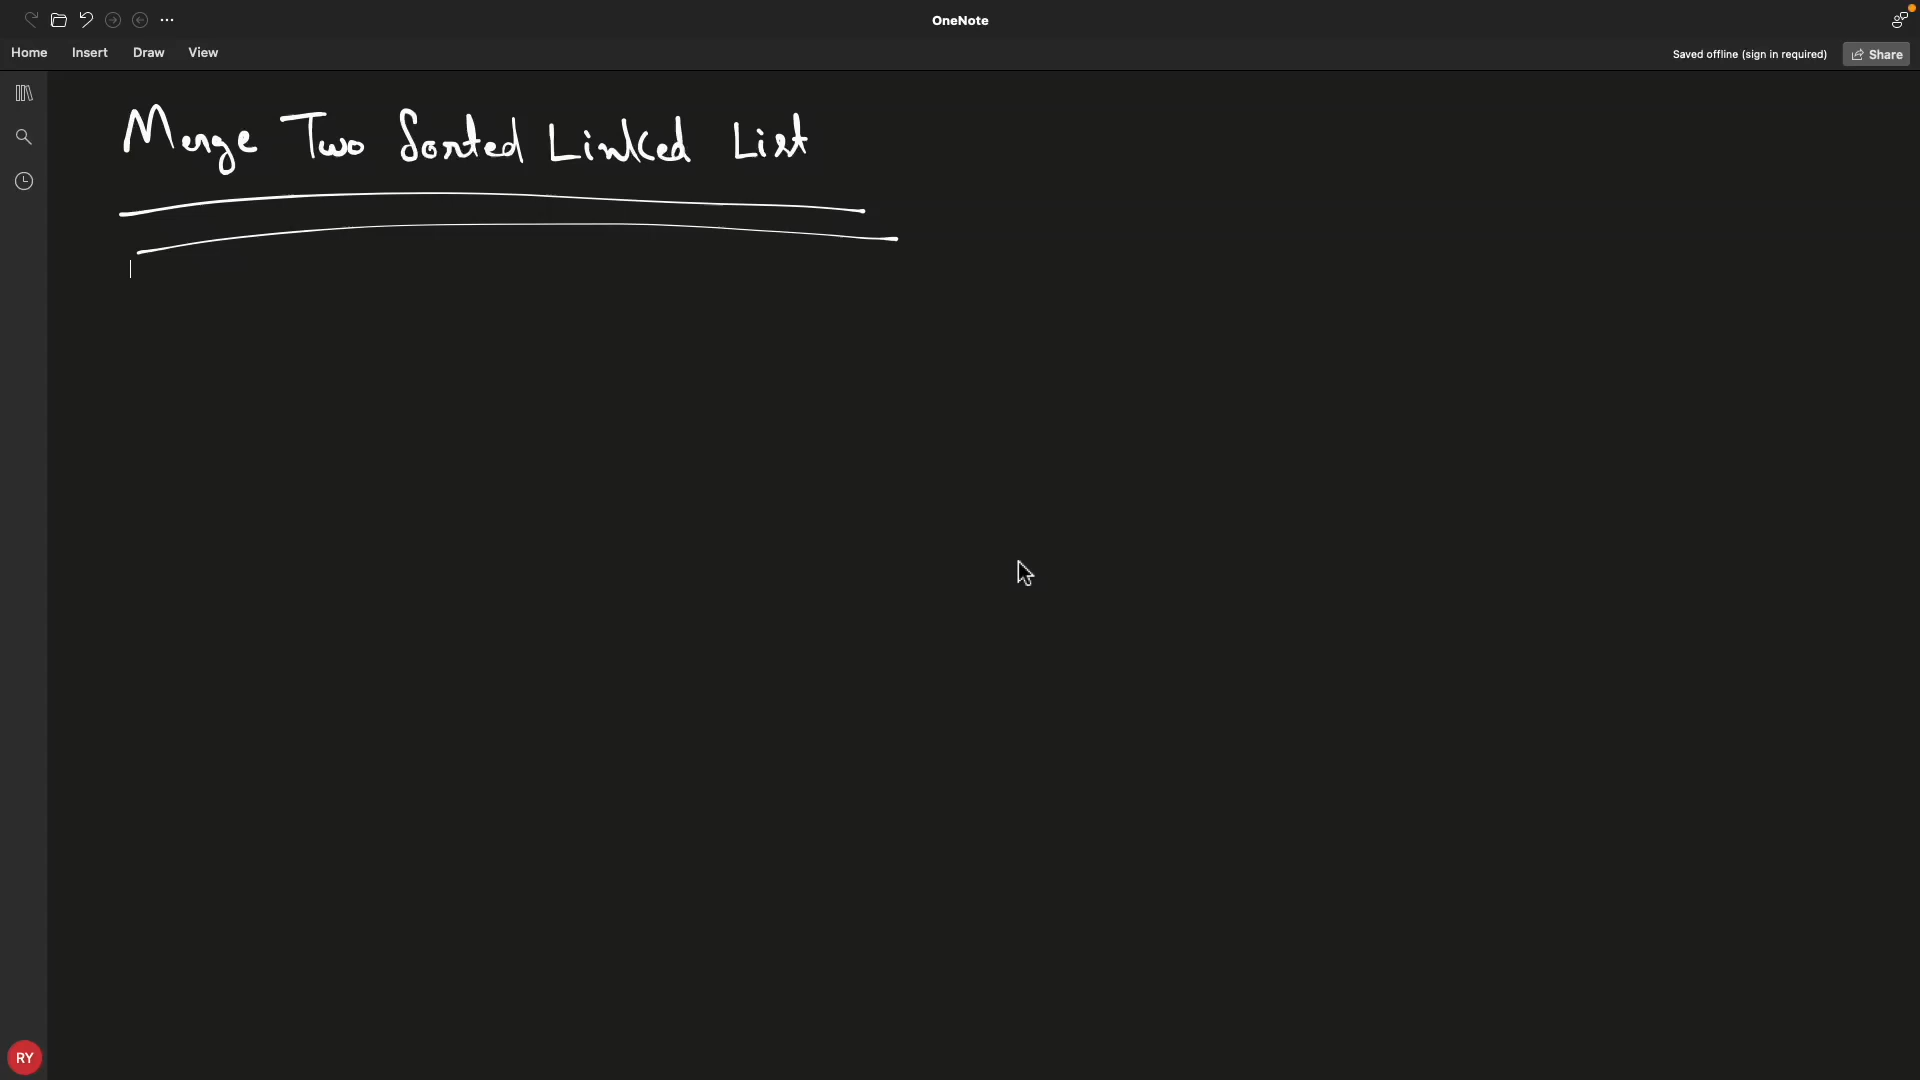 OneNote
Home Insert Draw View
Saved offline (sign in required) Share
Merge Two Sorted Linked List
RY